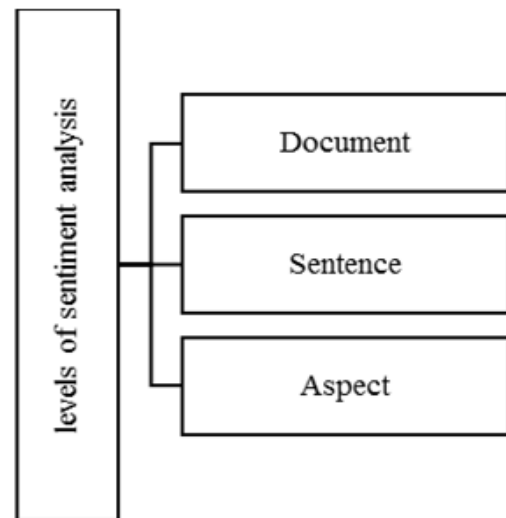 levels of sentiment analysis
Document
Sentence
Aspect